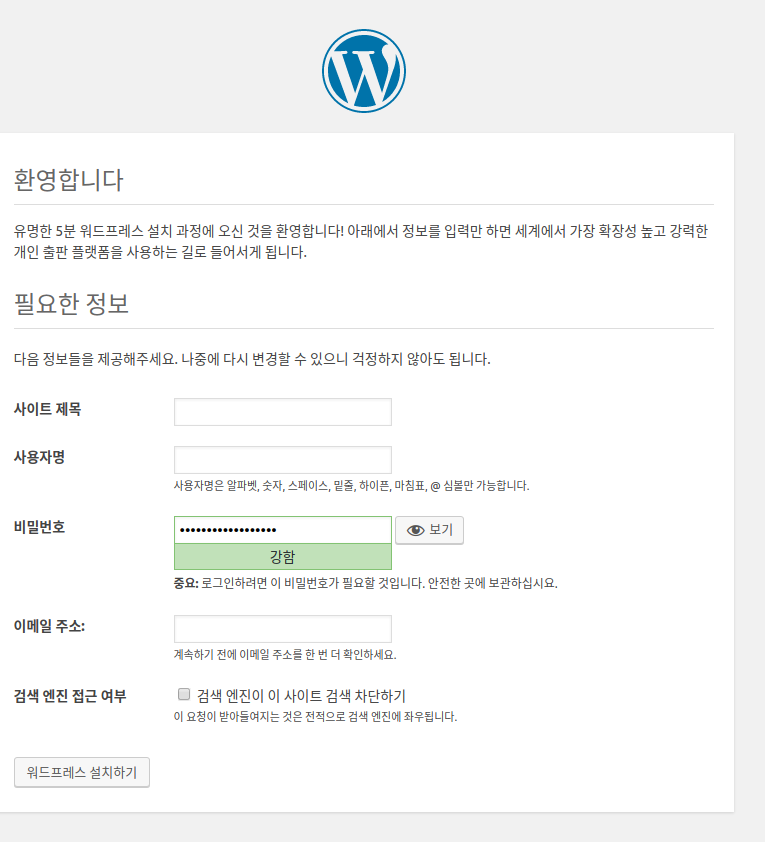 환영합니다
유명한 5분 워드프레스 설치 과정에 오신 것을 환영합니다! 아래에서 정보를 입력만 하면 세계에서 가장 확장성 높고 강력한
개인 출판 플랫폼을 사용하는 길로 들어서게 됩니다.
필요한 정보
다음 정보들을 제공해주세요. 나중에 다시 변경할 수 있으니 걱정하지 않아도 됩니다.
사이트 제목
사용자명
사용자명은 알파벳, 숫자, 스페이스, 밑줄, 하이픈, 마침표, @ 심볼만 가능합니다.
비밀번호
••••••••••••••••••
보기
강함
중요: 로그인하려면 이 비밀번호가 필요할 것입니다. 안전한 곳에 보관하십시요.
이메일 주소:
계속하기 전에 이메일 주소를 한 번 더 확인하세요.
검색 엔진 접근 여부
검색 엔진이 이 사이트 검색 차단하기
이 요청이 받아들여지는 것은 전적으로 검색 엔진에 좌우됩니다.
워드프레스 설치하기